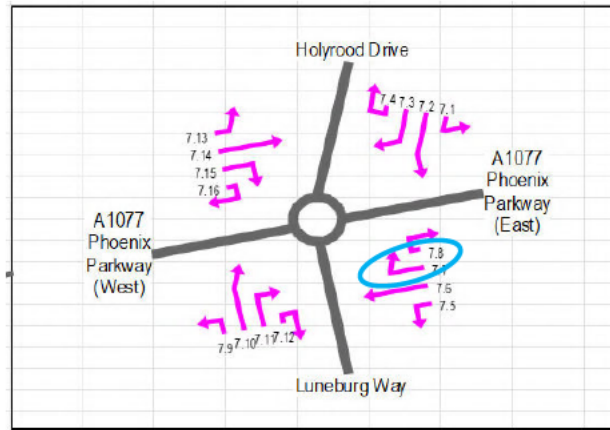 Holyrood Drive
7.4 7.3 7.2 7.1
7.13
7.14
7.15
7.16
A1077
Phoenix
Parkway
(East)
A1077
Phoenix
Parkway
(West)
7.8
7.7
7.6
7.5
7.9 7.10 7.11 7.12
Luneburg Way